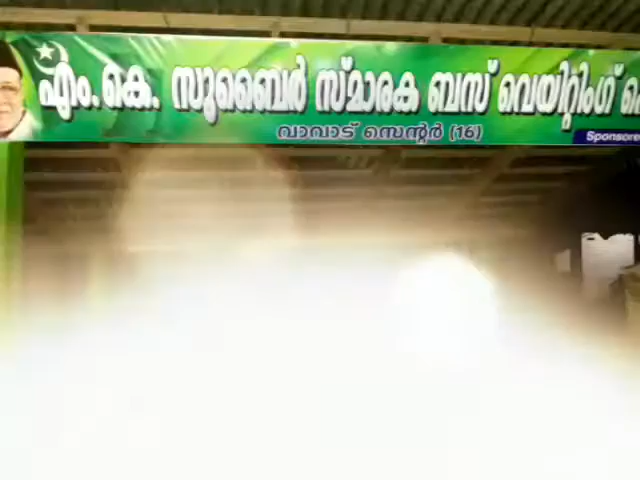 എം.കെ. സുബൈർ സ്മാരക ബസ് വെയിറ്റിംഗ്
വാവാട് സെന്റർ (16)
Sponsore